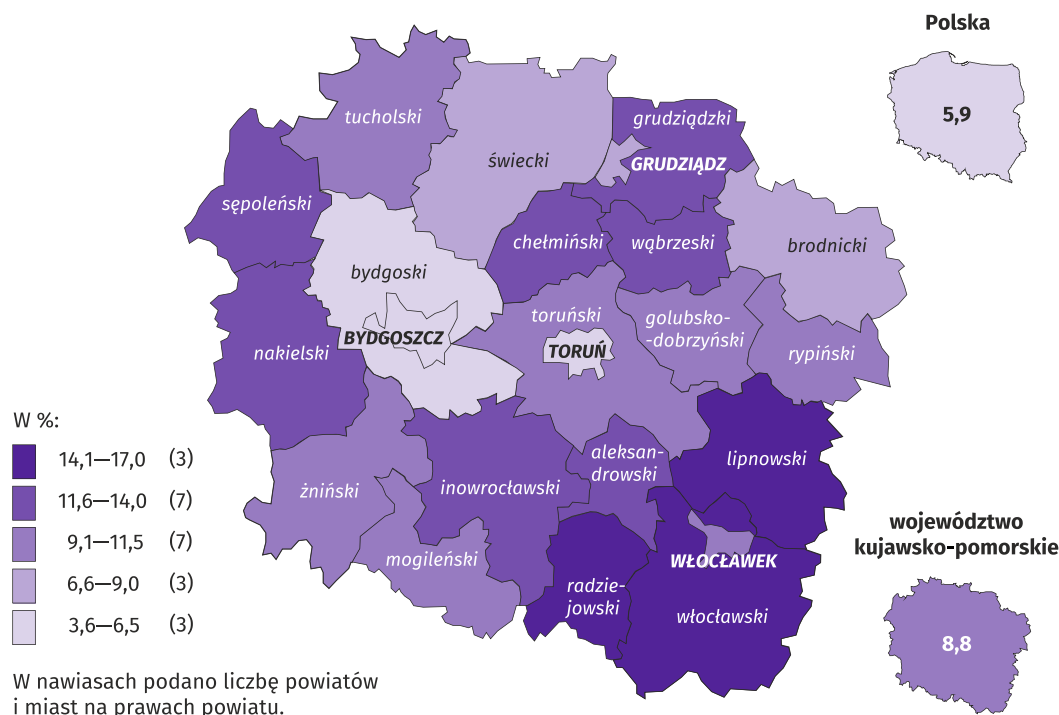 Polska
5,9
tucholski
grudziądzki
świecki
GRUDZIĄDZ
sępoleński
chełmiński
wąbrzeski
brodnicki
bydgoski
toruński
golubsko-
-dobrzyński
BYDGOSZCZ
TORUŃ
nakielski
rypiński
W %:
14,1—17,0 (3)
11,6—14,0 (7)
9,1—11,5 (7)
6,6—9,0 (3)
3,6—6,5 (3)
aleksan-
drowski
lipnowski
żniński
inowrocławski
mogileński
WŁOCŁAWEK
radzie-
jowski
włocławski
województwo
kujawsko-pomorskie
8,8
W nawiasach podano liczbę powiatów
i miast na prawach powiatu.